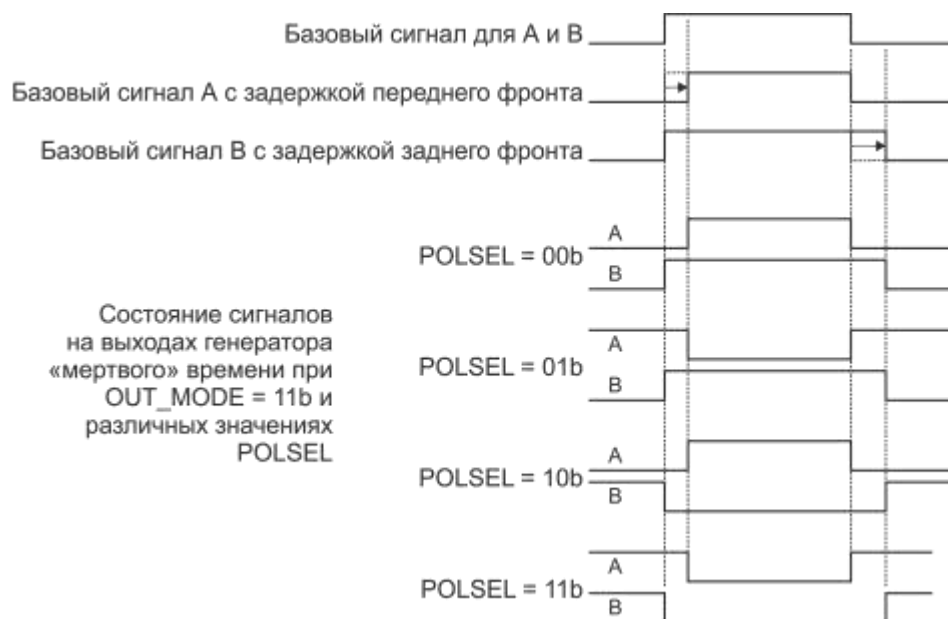 Базовый сигнал для А и В
Базовый сигнал А с задержкой переднего фронта
Базовый сигнал В с задержкой заднего фронта
A
POLSEL = 00b
B
Состояние сигналов
на выходах генератора
«мертвого» времени при
OUT_MODE = 11b и
различных значениях
POLSEL
A
POLSEL = 01b
B
A
POLSEL = 10b
B
A
POLSEL = 11b
B